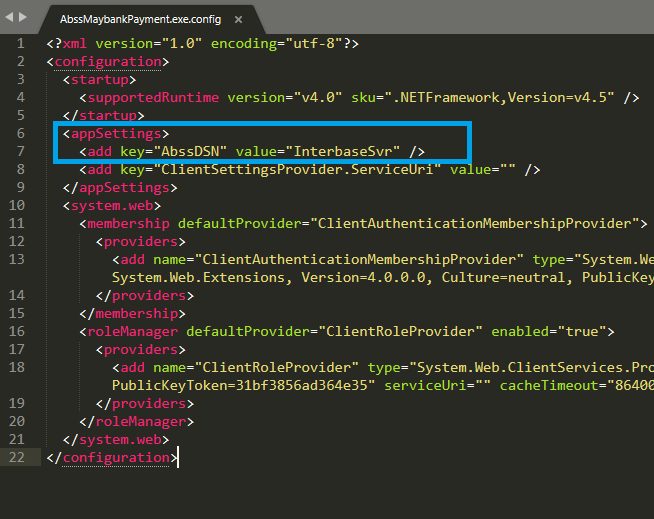 AbssMaybankPayment.exe.config ×
1 <?xml version="1.0" encoding="utf-8"?>
2 <configuration>
3 <startup>
4 <supportedRuntime version="v4.0" sku=".NETFramework,Version=v4.5" />
5 </startup>
6 <appSettings>
7 <add key="AbssDSN" value="InterbaseSvr" />
8 <add key="ClientSettingsProvider.ServiceUri" value="" />
9 </appSettings>
10 <system.web>
11 <membership defaultProvider="ClientAuthenticationMembershipProvider">
12 <providers>
13 <add name="ClientAuthenticationMembershipProvider" type="System.We
System.Web.Extensions, Version=4.0.0.0, Culture=neutral, PublicKey
14 </providers>
15 </membership>
16 <roleManager defaultProvider="ClientRoleProvider" enabled="true">
17 <providers>
18 <add name="ClientRoleProvider" type="System.Web.ClientServices.Pro
PublicKeyToken=31bf3856ad364e35" serviceUri="" cacheTimeout="86400
19 </providers>
20 </roleManager>
21 </system.web>
22 </configuration>